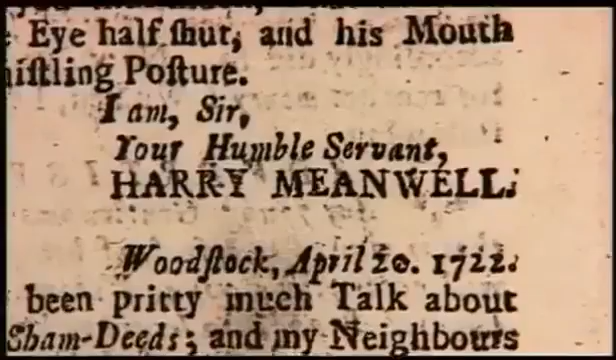 Eye half ſhut, and his Mouth
hiſtling Poſture.
I am, Sir,
Your Humble Servant,
HARRY MEANWELL.
Woodſtock, April 20. 1722.
been pritty much Talk about
Sham-Deeds; and my Neighbours